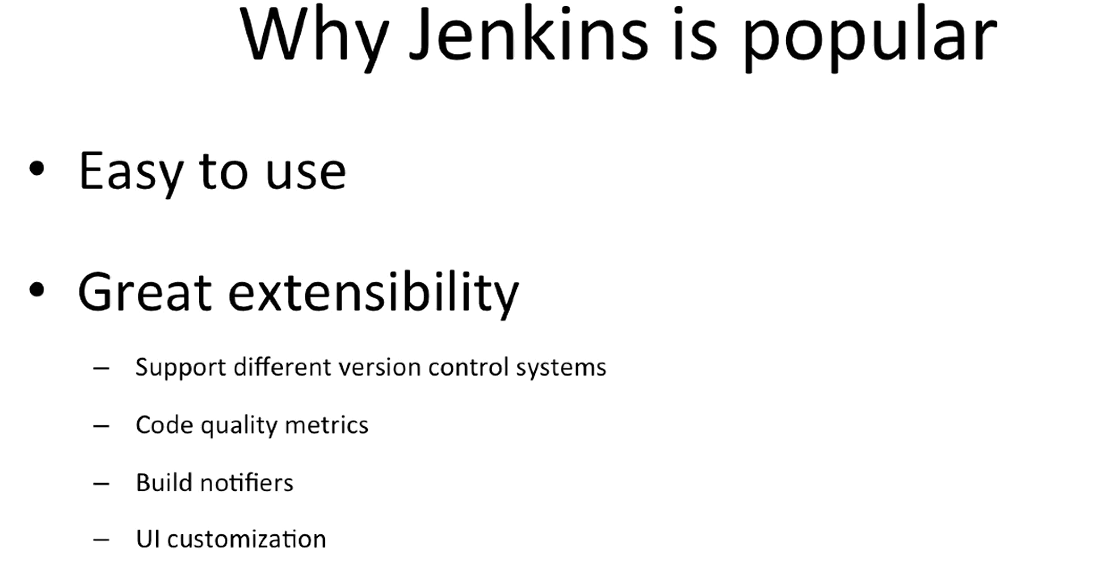 Why Jenkins is popular
• Easy to use
• Great extensibility
– Support different version control systems
– Code quality metrics
– Build notifiers
– UI customization